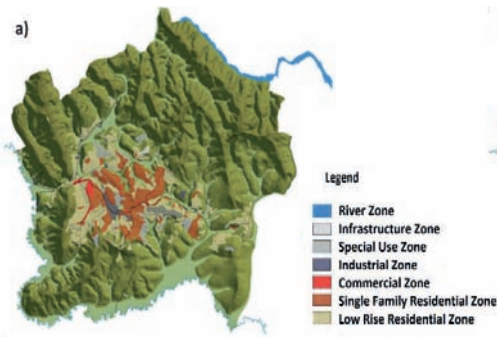 a)
Legend
River Zone
Infrastructure Zone
Special Use Zone
Industrial Zone
Commercial Zone
Single Family Residential Zone
Low Rise Residential Zone